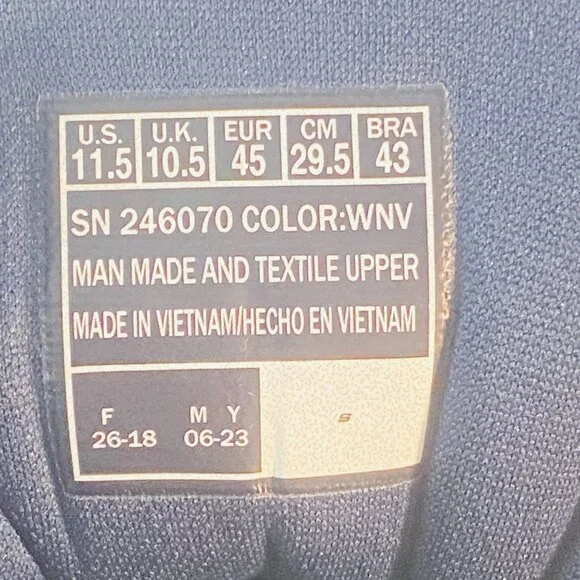 U.S. U.K. EUR CM BRA
11.5 10.5 45 29.5 43
SN 246070 COLOR:WNV
MAN MADE AND TEXTILE UPPER
MADE IN VIETNAM/HECHO EN VIETNAM
F M Y
26-18 06-23
S